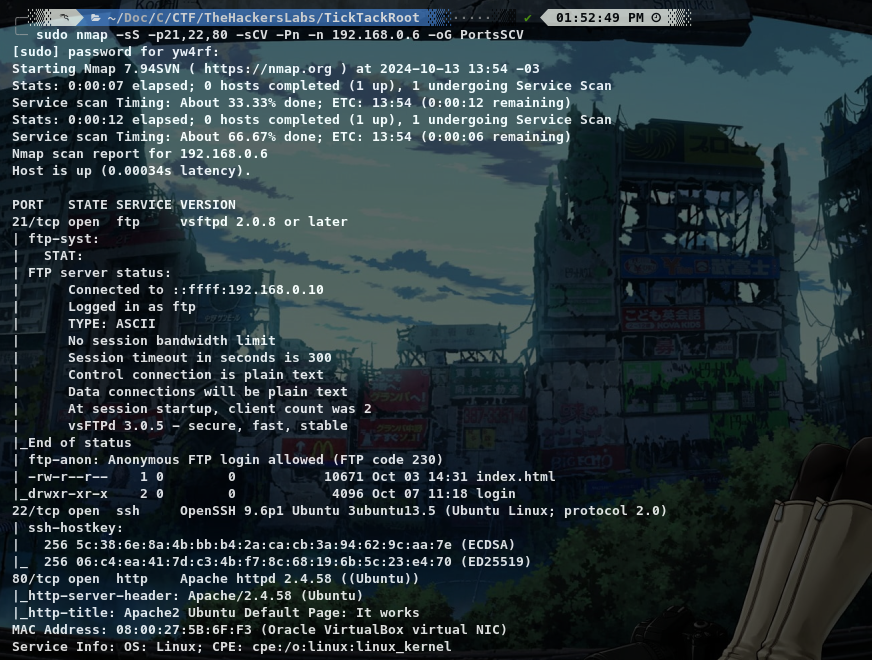 ~/Doc/C/CTF/TheHackersLabs/TickTackRoot ····· ✔ 01:52:49 PM
sudo nmap -sS -p21,22,80 -sCV -Pn -n 192.168.0.6 -oG PortsSCV
[sudo] password for yw4rf:
Starting Nmap 7.94SVN ( https://nmap.org ) at 2024-10-13 13:54 -03
Stats: 0:00:07 elapsed; 0 hosts completed (1 up), 1 undergoing Service Scan
Service scan Timing: About 33.33% done; ETC: 13:54 (0:00:12 remaining)
Stats: 0:00:12 elapsed; 0 hosts completed (1 up), 1 undergoing Service Scan
Service scan Timing: About 66.67% done; ETC: 13:54 (0:00:06 remaining)
Nmap scan report for 192.168.0.6
Host is up (0.00034s latency).
PORT   STATE SERVICE VERSION
21/tcp open  ftp     vsftpd 2.0.8 or later
| ftp-syst:
|   STAT:
| FTP server status:
|      Connected to ::ffff:192.168.0.10
|      Logged in as ftp
|      TYPE: ASCII
|      No session bandwidth limit
|      Session timeout in seconds is 300
|      Control connection is plain text
|      Data connections will be plain text
|      At session startup, client count was 2
|      vsFTPd 3.0.5 - secure, fast, stable
|_End of status
| ftp-anon: Anonymous FTP login allowed (FTP code 230)
| -rw-r--r--    1 0        0           10671 Oct 03 14:31 index.html
|_drwxr-xr-x    2 0        0            4096 Oct 07 11:18 login
22/tcp open  ssh     OpenSSH 9.6p1 Ubuntu 3ubuntu13.5 (Ubuntu Linux; protocol 2.0)
| ssh-hostkey:
|   256 5c:38:6e:8a:4b:bb:b4:2a:ca:cb:3a:94:62:9c:aa:7e (ECDSA)
|_  256 06:c4:ea:41:7d:c3:4b:f7:8c:68:19:6b:5c:23:e4:70 (ED25519)
80/tcp open  http    Apache httpd 2.4.58 ((Ubuntu))
|_http-server-header: Apache/2.4.58 (Ubuntu)
|_http-title: Apache2 Ubuntu Default Page: It works
MAC Address: 08:00:27:5B:6F:F3 (Oracle VirtualBox virtual NIC)
Service Info: OS: Linux; CPE: cpe:/o:linux:linux_kernel
こども英会話